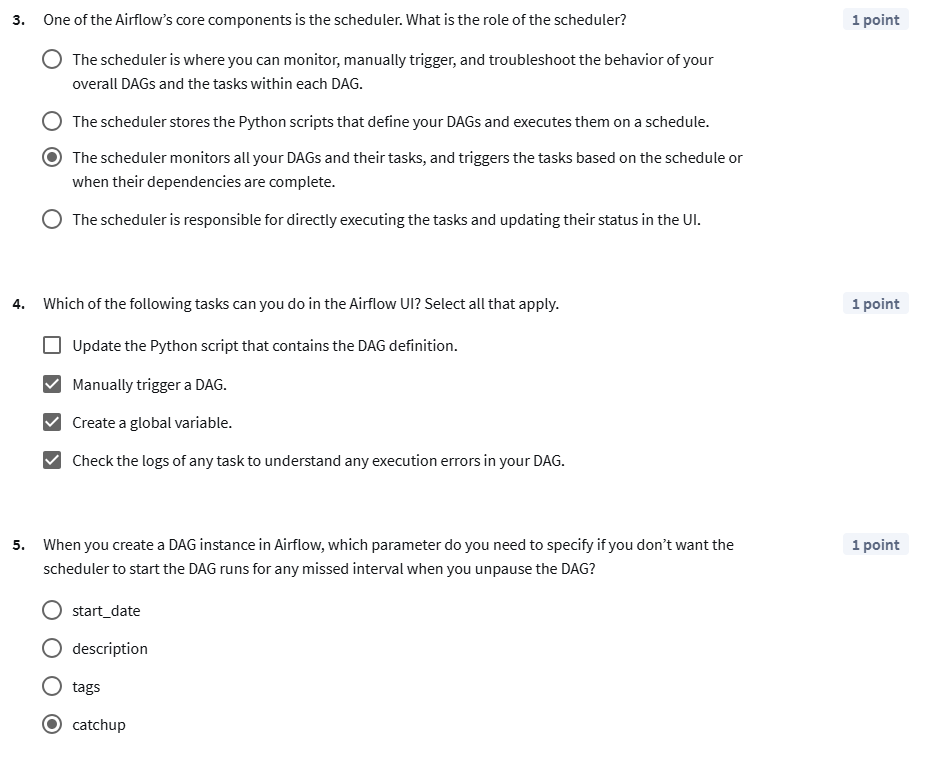 3. One of the Airflow’s core components is the scheduler. What is the role of the scheduler? 1 point
The scheduler is where you can monitor, manually trigger, and troubleshoot the behavior of your
overall DAGs and the tasks within each DAG.
The scheduler stores the Python scripts that define your DAGs and executes them on a schedule.
The scheduler monitors all your DAGs and their tasks, and triggers the tasks based on the schedule or
when their dependencies are complete.
The scheduler is responsible for directly executing the tasks and updating their status in the UI.
4. Which of the following tasks can you do in the Airflow UI? Select all that apply. 1 point
Update the Python script that contains the DAG definition.
Manually trigger a DAG.
Create a global variable.
Check the logs of any task to understand any execution errors in your DAG.
5. When you create a DAG instance in Airflow, which parameter do you need to specify if you don’t want the 1 point
scheduler to start the DAG runs for any missed interval when you unpause the DAG?
start_date
description
tags
catchup